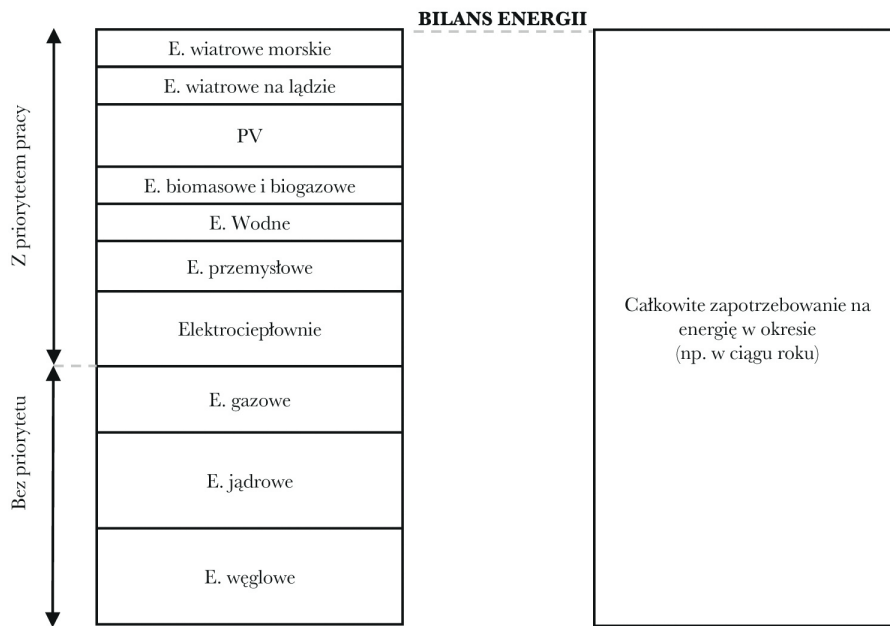 BILANS ENERGII
Z priorytetem pracy
E. wiatrowe morskie
E. wiatrowe na lądzie
PV
E. biomasowe i biogazowe
E. Wodne
E. przemysłowe
Elektrociepłownie
Bez priorytetu
E. gazowe
E. jądrowe
E. węglowe
Całkowite zapotrzebowanie na
energię w okresie
(np. w ciągu roku)